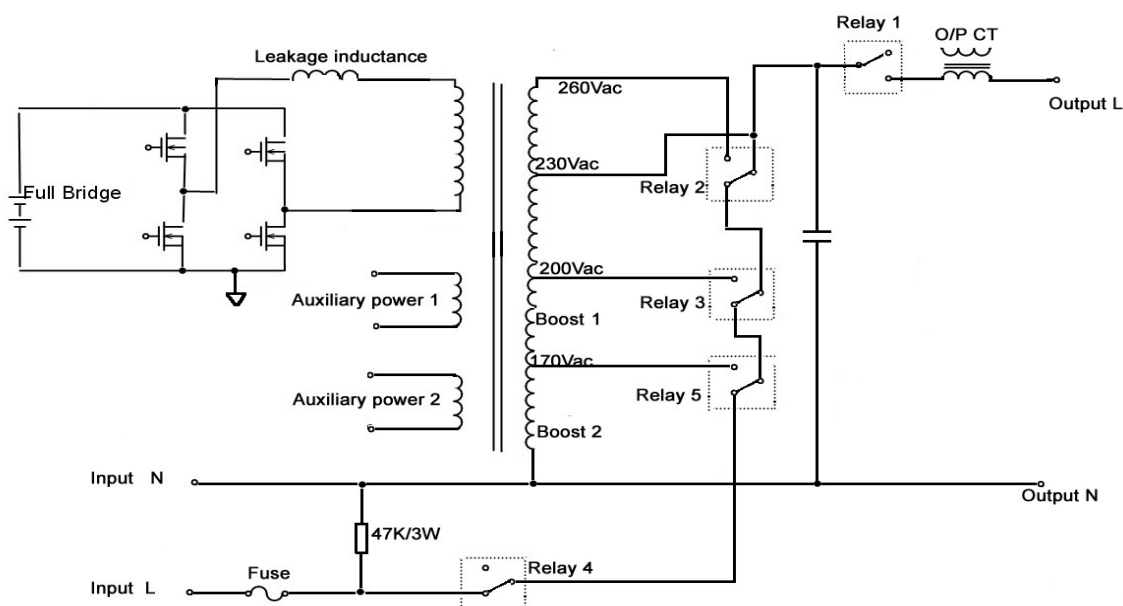 Relay 1
O/P CT
Output L
Leakage inductance
260Vac
230Vac
Relay 2
Full Bridge
200Vac
Relay 3
Auxiliary power 1
Boost 1
170Vac
Relay 5
Auxiliary power 2
Boost 2
Input N
Output N
47K/3W
Fuse
Relay 4
Input L